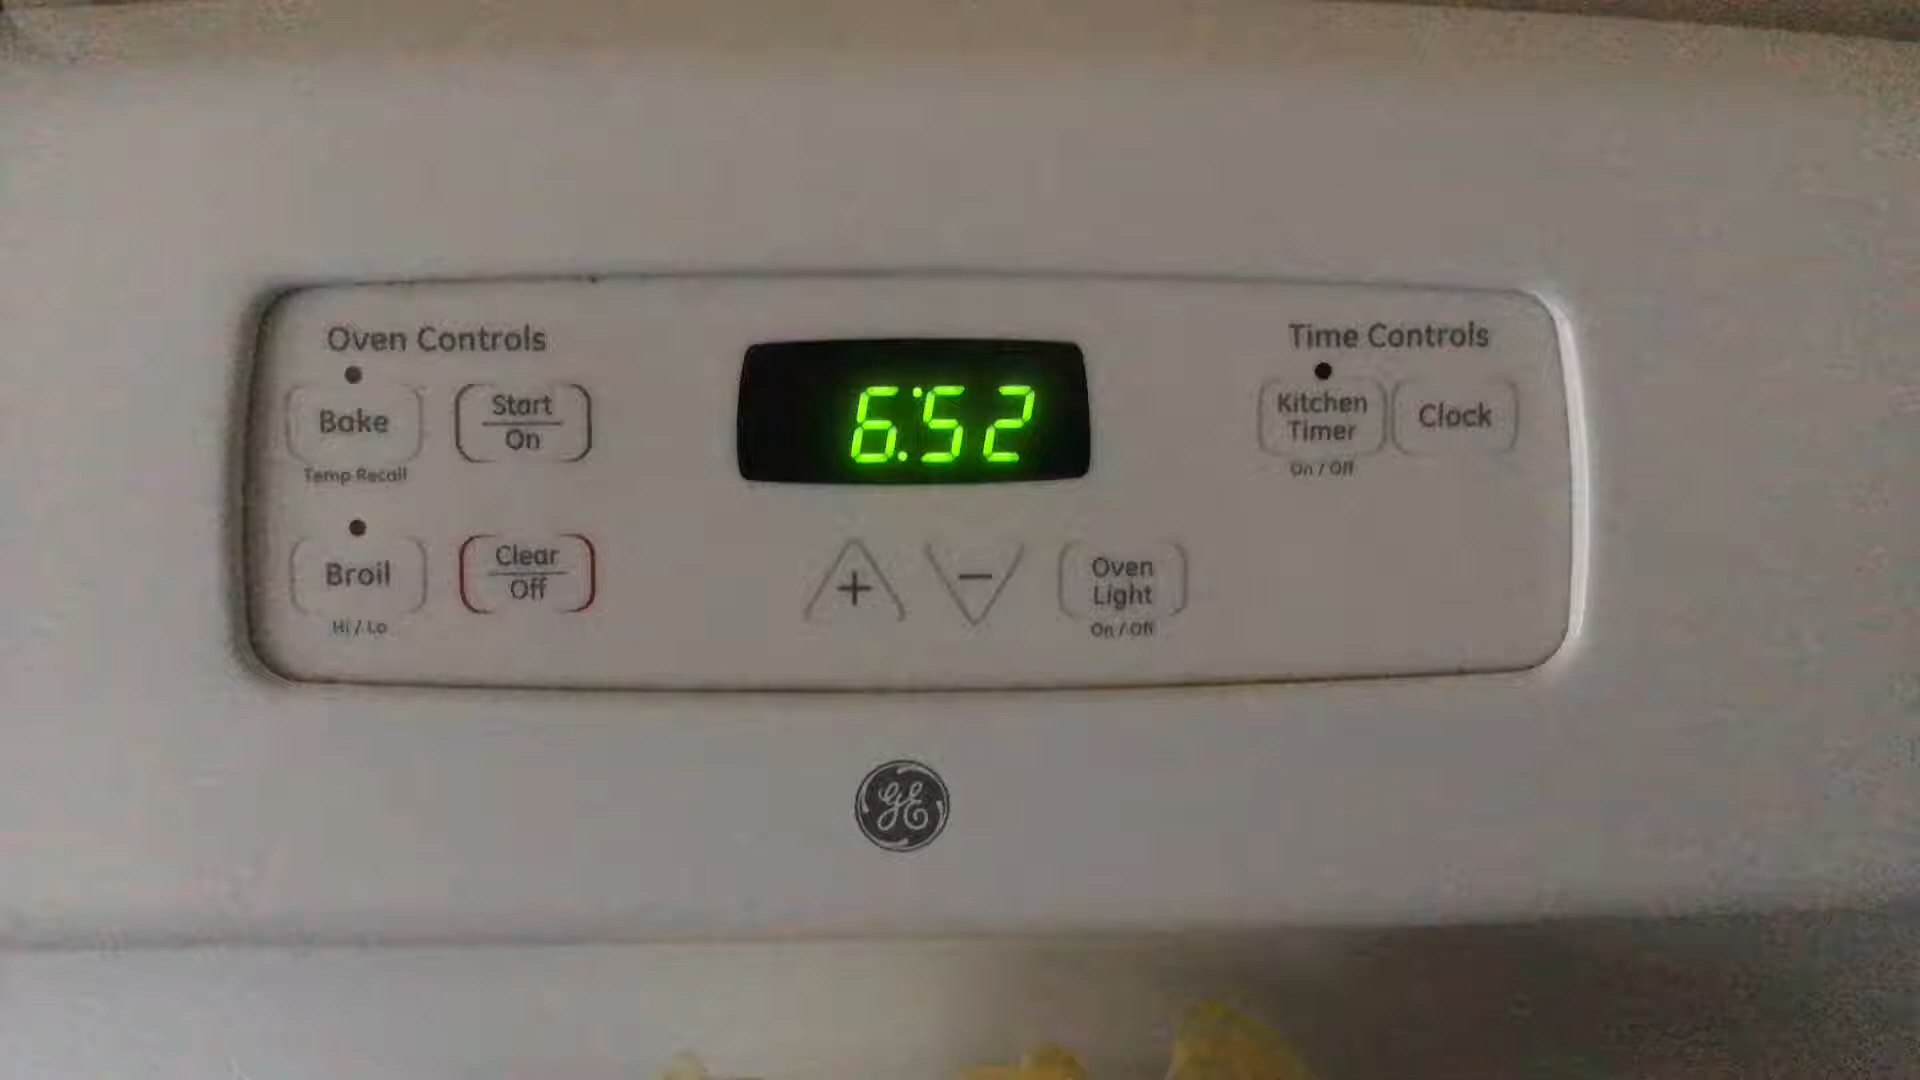 Oven Controls
Bake
Temp Recall
Start
On
Broil
Hi / Lo
Clear
Off
6:52
+
−
Oven
Light
On / Off
Time Controls
Kitchen
Timer
On / Off
Clock
GE